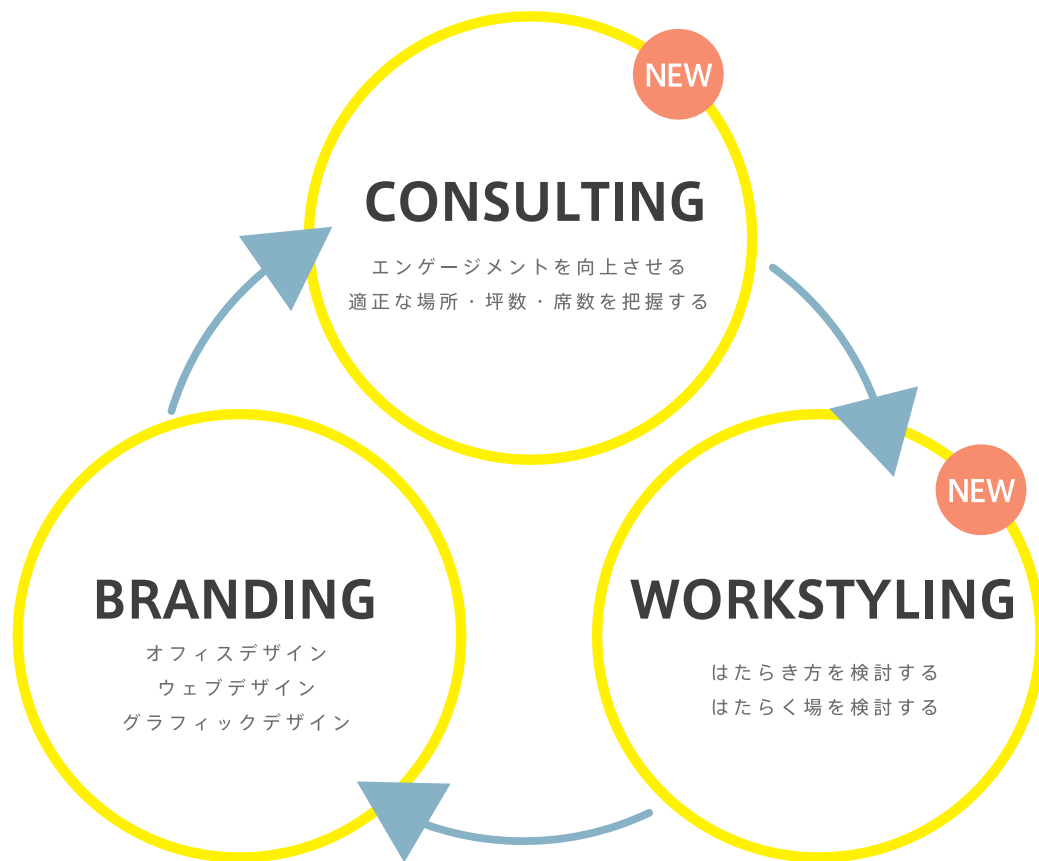 NEW
CONSULTING
エンゲージメントを向上させる
適正な場所・坪数・席数を把握する
NEW
BRANDING
オフィスデザイン
ウェブデザイン
グラフィックデザイン
WORKSTYLING
はたらき方を検討する
はたらく場を検討する